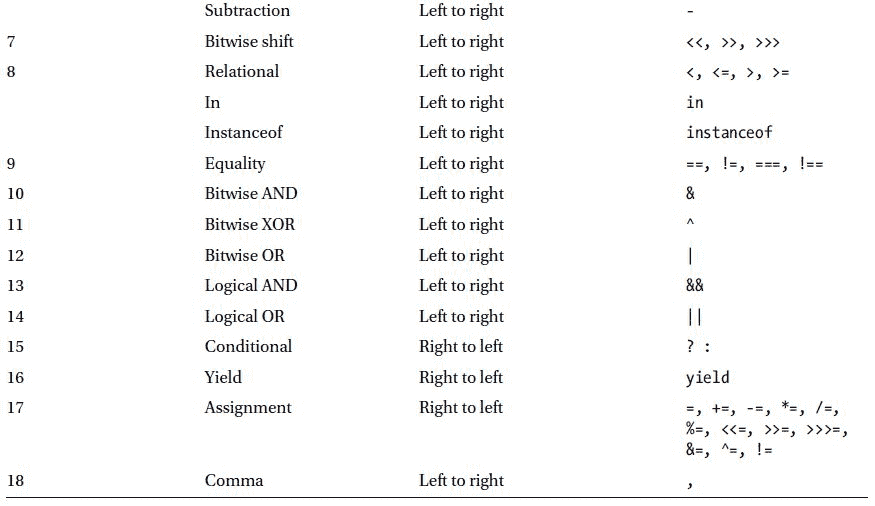 Subtraction Left to right -
7 Bitwise shift Left to right <<, >>, >>>
8 Relational Left to right <, <=, >, >=
In Left to right in
Instanceof Left to right instanceof
9 Equality Left to right ==, !=, ===, !==
10 Bitwise AND Left to right &
11 Bitwise XOR Left to right ^
12 Bitwise OR Left to right |
13 Logical AND Left to right &&
14 Logical OR Left to right ||
15 Conditional Right to left ? :
16 Yield Right to left yield
17 Assignment Right to left =, +=, -=, *=, /=,
%=, <<=, >>=, >>>=,
&=, ^=, !=
18 Comma Left to right ,